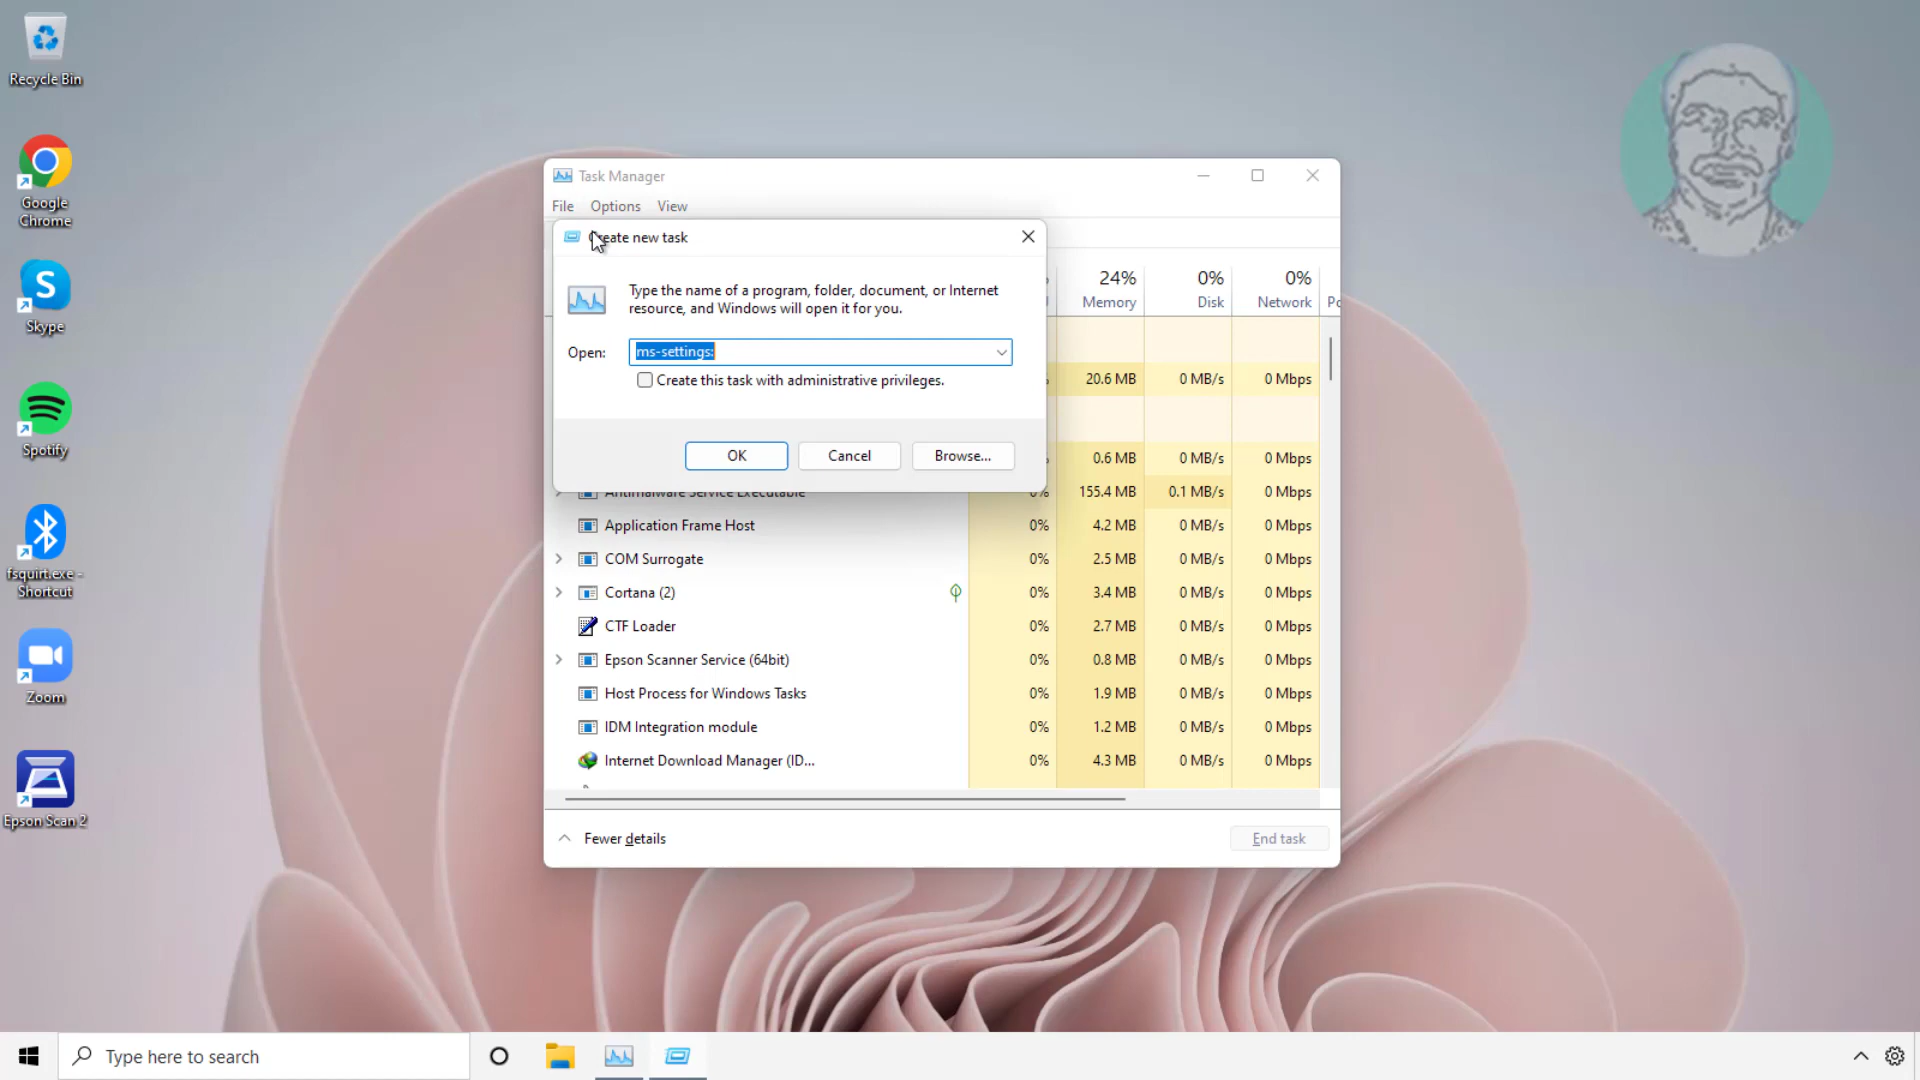 Recycle Bin
Google
Chrome
Skype
Spotify
fsquirt.exe -
Shortcut
Zoom
Epson Scan 2
Task Manager
File Options View
Create new task
Type the name of a program, folder, document, or Internet
resource, and Windows will open it for you.
Open: ms-settings:
Create this task with administrative privileges.
OK Cancel Browse...
24% 0% 0%
Memory Disk Network
20.6 MB 0 MB/s 0 Mbps
0.6 MB 0 MB/s 0 Mbps
Antimalware Service Executable 0% 155.4 MB 0.1 MB/s 0 Mbps
Application Frame Host 0% 4.2 MB 0 MB/s 0 Mbps
COM Surrogate 0% 2.5 MB 0 MB/s 0 Mbps
Cortana (2) 0% 3.4 MB 0 MB/s 0 Mbps
CTF Loader 0% 2.7 MB 0 MB/s 0 Mbps
Epson Scanner Service (64bit) 0% 0.8 MB 0 MB/s 0 Mbps
Host Process for Windows Tasks 0% 1.9 MB 0 MB/s 0 Mbps
IDM Integration module 0% 1.2 MB 0 MB/s 0 Mbps
Internet Download Manager (ID... 0% 4.3 MB 0 MB/s 0 Mbps
Fewer details End task
Type here to search